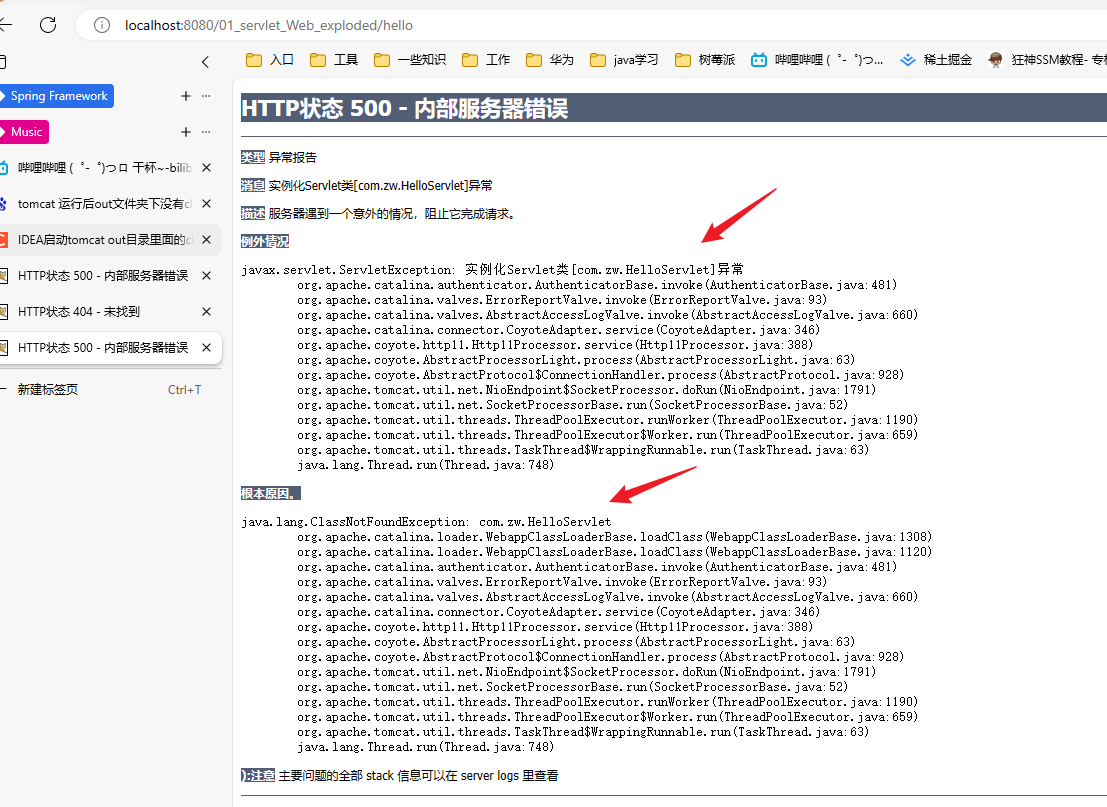 localhost:8080/01_servlet_Web_exploded/hello
入口 工具 一些知识 工作 华为 java学习 树莓派 哔哩哔哩 (゜-゜)つ... 稀土掘金 狂神SSM教程- 专
Spring Framework
Music
哔哩哔哩 (゜-゜)つロ 干杯~-bilib
tomcat 运行后out文件夹下没有cl
IDEA启动tomcat out目录里面的cl
HTTP状态 500 - 内部服务器错误
HTTP状态 404 - 未找到
HTTP状态 500 - 内部服务器错误
新建标签页 Ctrl+T
HTTP状态 500 - 内部服务器错误
类型 异常报告
消息 实例化Servlet类[com.zw.HelloServlet]异常
描述 服务器遇到一个意外的情况，阻止它完成请求。
例外情况
javax.servlet.ServletException: 实例化Servlet类[com.zw.HelloServlet]异常
org.apache.catalina.authenticator.AuthenticatorBase.invoke(AuthenticatorBase.java:481)
org.apache.catalina.valves.ErrorReportValve.invoke(ErrorReportValve.java:93)
org.apache.catalina.valves.AbstractAccessLogValve.invoke(AbstractAccessLogValve.java:660)
org.apache.catalina.connector.CoyoteAdapter.service(CoyoteAdapter.java:346)
org.apache.coyote.http11.Http11Processor.service(Http11Processor.java:388)
org.apache.coyote.AbstractProcessorLight.process(AbstractProcessorLight.java:63)
org.apache.coyote.AbstractProtocol$ConnectionHandler.process(AbstractProtocol.java:928)
org.apache.tomcat.util.net.NioEndpoint$SocketProcessor.doRun(NioEndpoint.java:1791)
org.apache.tomcat.util.net.SocketProcessorBase.run(SocketProcessorBase.java:52)
org.apache.tomcat.util.threads.ThreadPoolExecutor.runWorker(ThreadPoolExecutor.java:1190)
org.apache.tomcat.util.threads.ThreadPoolExecutor$Worker.run(ThreadPoolExecutor.java:659)
org.apache.tomcat.util.threads.TaskThread$WrappingRunnable.run(TaskThread.java:63)
java.lang.Thread.run(Thread.java:748)
根本原因。
java.lang.ClassNotFoundException: com.zw.HelloServlet
org.apache.catalina.loader.WebappClassLoaderBase.loadClass(WebappClassLoaderBase.java:1308)
org.apache.catalina.loader.WebappClassLoaderBase.loadClass(WebappClassLoaderBase.java:1120)
org.apache.catalina.authenticator.AuthenticatorBase.invoke(AuthenticatorBase.java:481)
org.apache.catalina.valves.ErrorReportValve.invoke(ErrorReportValve.java:93)
org.apache.catalina.valves.AbstractAccessLogValve.invoke(AbstractAccessLogValve.java:660)
org.apache.catalina.connector.CoyoteAdapter.service(CoyoteAdapter.java:346)
org.apache.coyote.http11.Http11Processor.service(Http11Processor.java:388)
org.apache.coyote.AbstractProcessorLight.process(AbstractProcessorLight.java:63)
org.apache.coyote.AbstractProtocol$ConnectionHandler.process(AbstractProtocol.java:928)
org.apache.tomcat.util.net.NioEndpoint$SocketProcessor.doRun(NioEndpoint.java:1791)
org.apache.tomcat.util.net.SocketProcessorBase.run(SocketProcessorBase.java:52)
org.apache.tomcat.util.threads.ThreadPoolExecutor.runWorker(ThreadPoolExecutor.java:1190)
org.apache.tomcat.util.threads.ThreadPoolExecutor$Worker.run(ThreadPoolExecutor.java:659)
org.apache.tomcat.util.threads.TaskThread$WrappingRunnable.run(TaskThread.java:63)
java.lang.Thread.run(Thread.java:748)
):注意 主要问题的全部 stack 信息可以在 server logs 里查看